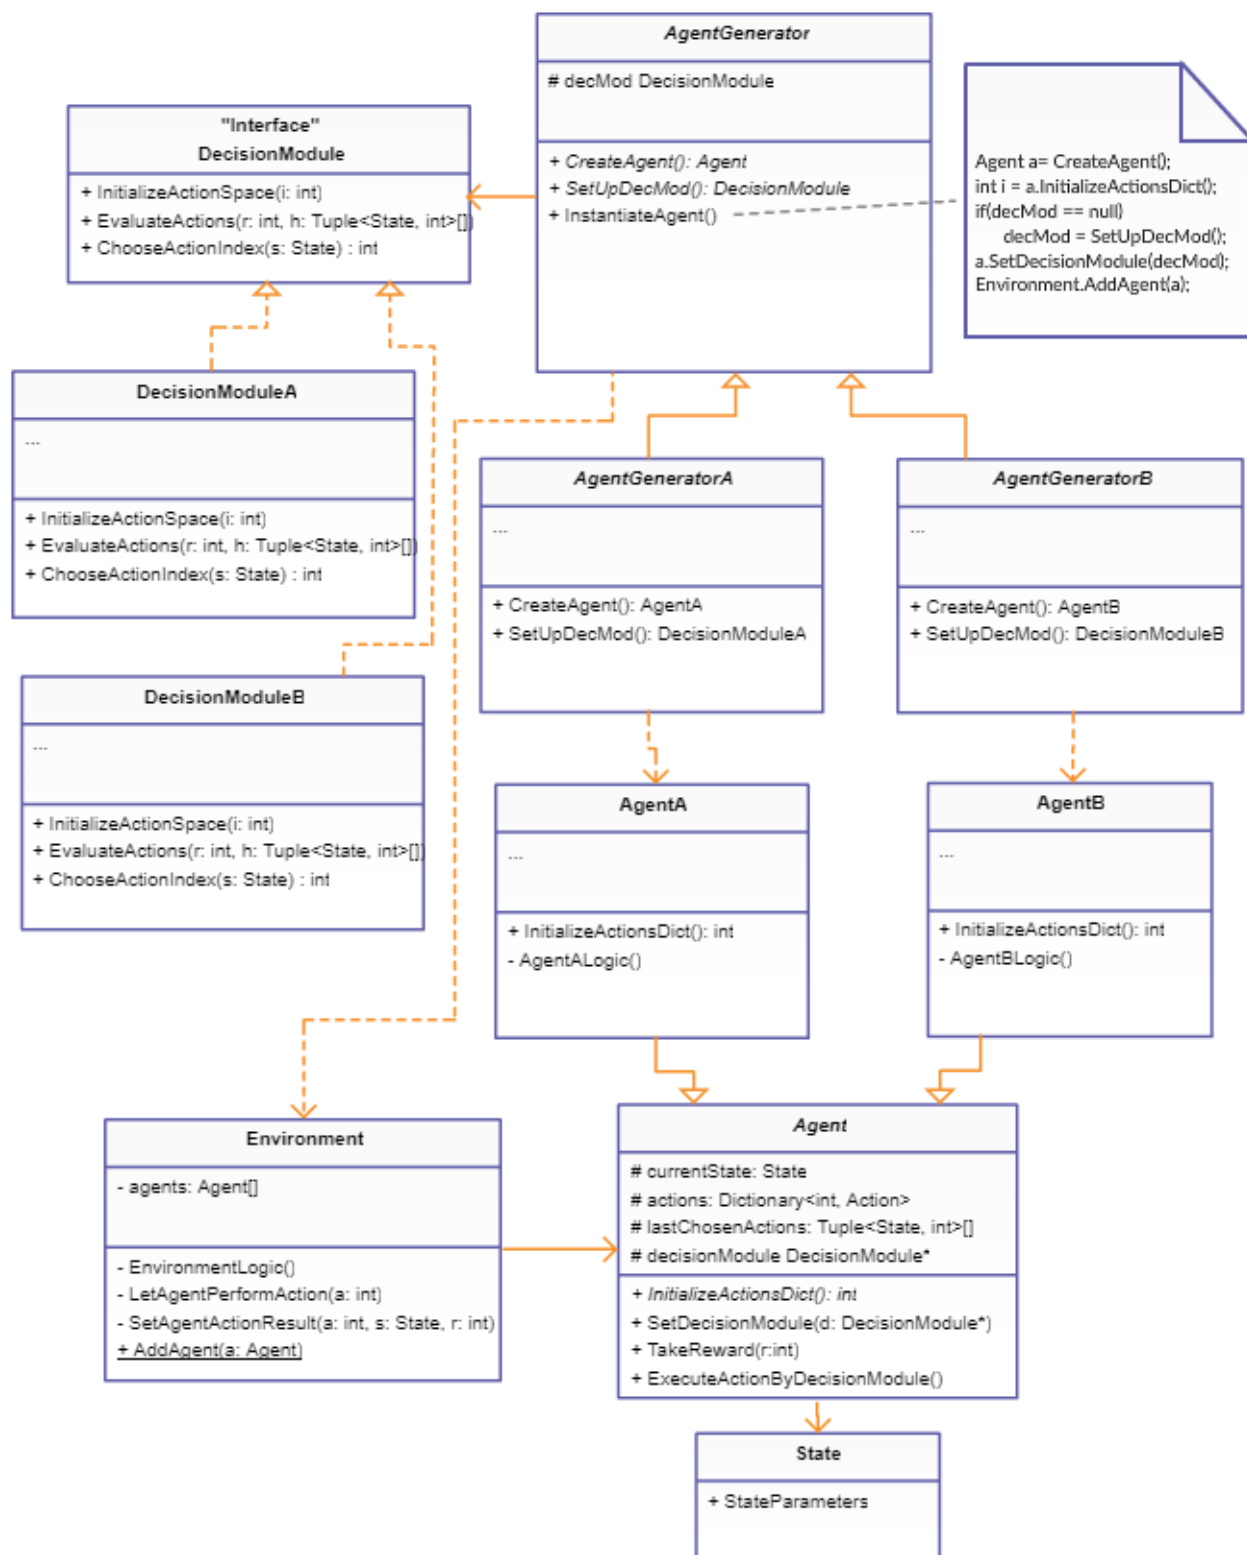 AgentGenerator
# decMod DecisionModule
+ CreateAgent(): Agent
+ SetUpDecMod(): DecisionModule
+ InstantiateAgent()
Agent a= CreateAgent();
int i = a.InitializeActionsDict();
if(decMod == null)
decMod = SetUpDecMod();
a.SetDecisionModule(decMod);
Environment.AddAgent(a);
"Interface"
DecisionModule
+ InitializeActionSpace(i: int)
+ EvaluateActions(r: int, h: Tuple<State, int>[])
+ ChooseActionIndex(s: State) : int
DecisionModuleA
...
+ InitializeActionSpace(i: int)
+ EvaluateActions(r: int, h: Tuple<State, int>[])
+ ChooseActionIndex(s: State) : int
AgentGeneratorA
...
+ CreateAgent(): AgentA
+ SetUpDecMod(): DecisionModuleA
AgentGeneratorB
...
+ CreateAgent(): AgentB
+ SetUpDecMod(): DecisionModuleB
DecisionModuleB
...
+ InitializeActionSpace(i: int)
+ EvaluateActions(r: int, h: Tuple<State, int>[])
+ ChooseActionIndex(s: State) : int
AgentA
...
+ InitializeActionsDict(): int
- AgentALogic()
AgentB
...
+ InitializeActionsDict(): int
- AgentBLogic()
Environment
- agents: Agent[]
- EnvironmentLogic()
- LetAgentPerformAction(a: int)
- SetAgentActionResult(a: int, s: State, r: int)
+ AddAgent(a: Agent)
Agent
# currentState: State
# actions: Dictionary<int, Action>
# lastChosenActions: Tuple<State, int>[]
# decisionModule DecisionModule*
+ InitializeActionsDict(): int
+ SetDecisionModule(d: DecisionModule*)
+ TakeReward(r:int)
+ ExecuteActionByDecisionModule()
State
+ StateParameters